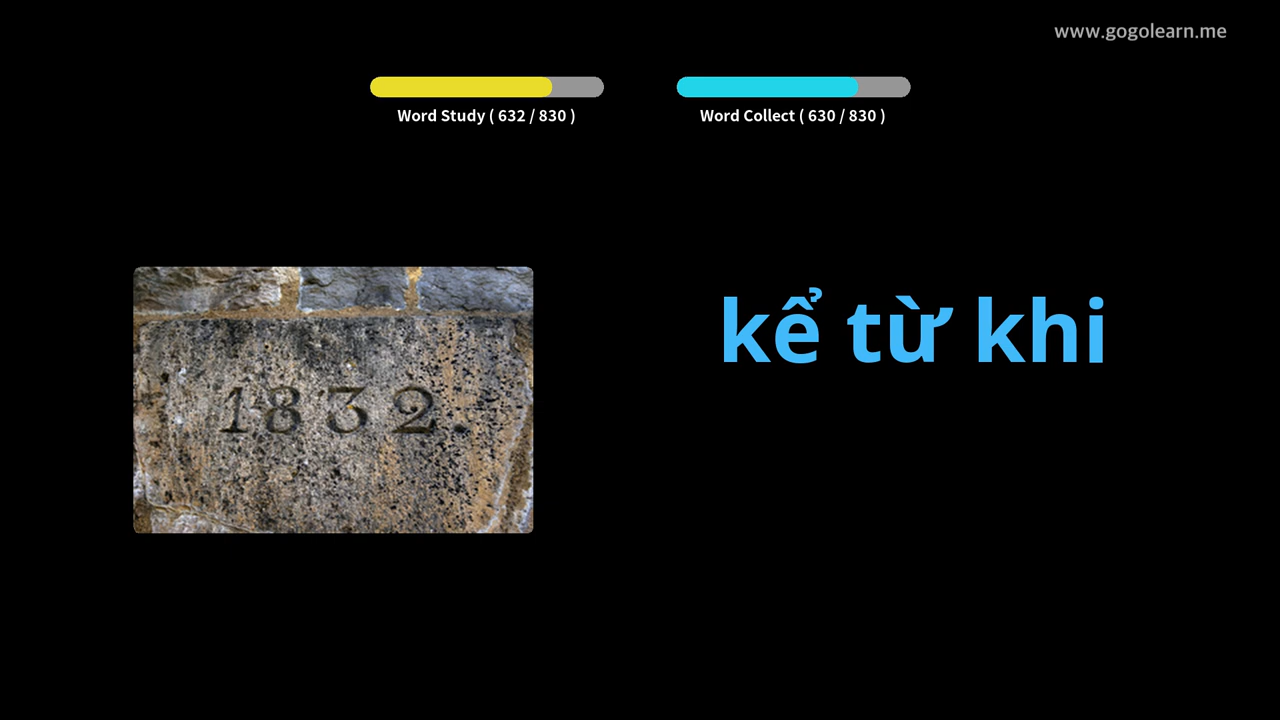 www.gogolearn.me
Word Study ( 632 / 830 )
Word Collect ( 630 / 830 )
kể từ khi
1832.